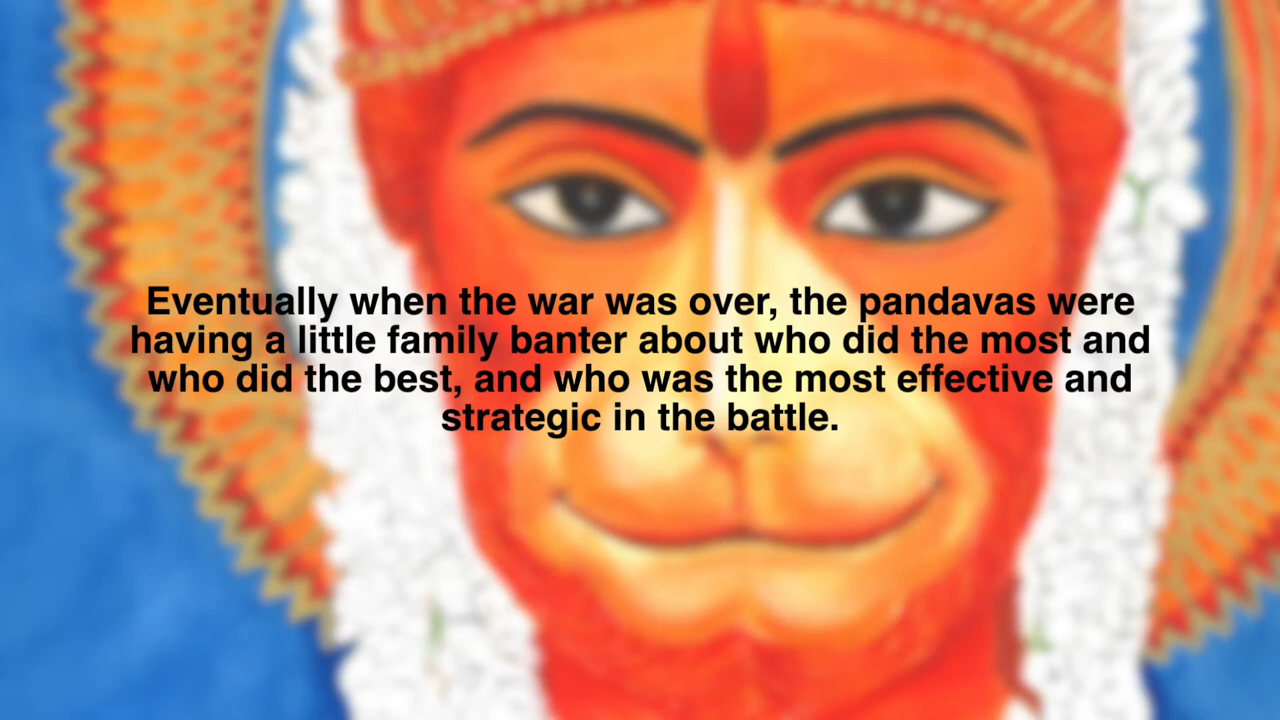 Eventually when the war was over, the pandavas were
having a little family banter about who did the most and
who did the best, and who was the most effective and
strategic in the battle.